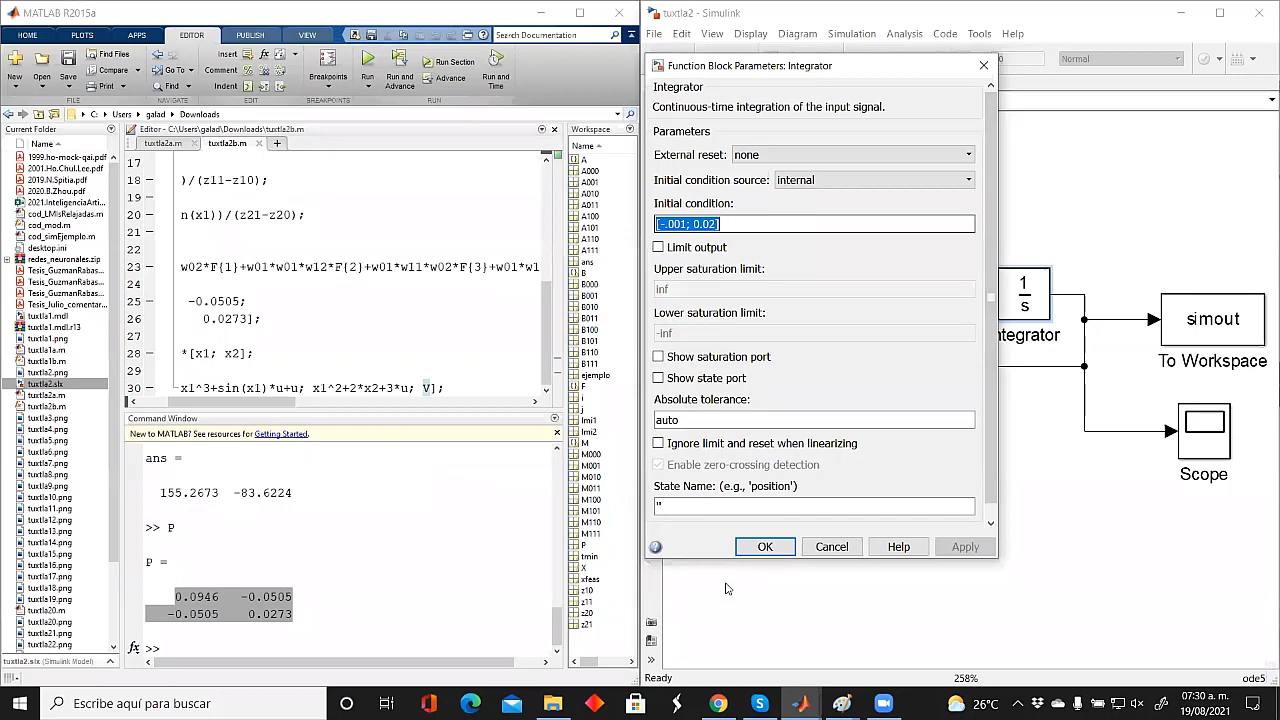 MATLAB R2015a
HOME PLOTS APPS EDITOR PUBLISH VIEW Search Documentation
New Open Save Find Files Compare Print Go To Find Insert Comment Indent Breakpoints Run Run and Advance Run Section Advance Run and Time
FILE NAVIGATE EDIT BREAKPOINTS RUN
C: Users galad Downloads
Current Folder
Name
1999.ho-mock-qai.pdf
2001.Ho.Chul.Lee.pdf
2019.N.Spitia.pdf
2020.B.Zhou.pdf
2021.InteligenciaArti...
cod_LMIsRelajadas.m
cod_mod.m
cod_simEjemplo.m
desktop.ini
redes_neuronales.zip
Tesis_GuzmanRabas...
Tesis_GuzmanRabas...
Tesis_GuzmanRabas...
Tesis_Julio_comentar...
tuxtla1.mdl
tuxtla1.mdl.r13
tuxtla1.png
tuxtla1a.m
tuxtla1b.m
tuxtla2.png
tuxtla2.slx
tuxtla2a.m
tuxtla2b.m
tuxtla3.png
tuxtla4.png
tuxtla5.png
tuxtla6.png
tuxtla7.png
tuxtla8.png
tuxtla9.png
tuxtla10.png
tuxtla11.png
tuxtla12.png
tuxtla13.png
tuxtla14.png
tuxtla15.png
tuxtla16.png
tuxtla17.png
tuxtla18.png
tuxtla19.png
tuxtla20.m
tuxtla20.png
tuxtla21.png
tuxtla22.png
tuxtla2.slx (Simulink Model)
Editor - C:\Users\galad\Downloads\tuxtla2b.m
tuxtla2a.m tuxtla2b.m
17
18 )/(z11-z10);
19
20 n(x1))/(z21-z20);
21
22
23 w02*F{1}+w01*w01*w12*F{2}+w01*w11*w02*F{3}+w01*w1
24
25 -0.0505;
26 0.0273];
27
28 *[x1; x2];
29
30 x1^3+sin(x1)*u+u; x1^2+2*x2+3*u; V];
Command Window
New to MATLAB? See resources for Getting Started.
ans =
155.2673 -83.6224
>> P
P =
0.0946 -0.0505
-0.0505 0.0273
fx >>
Workspace
Name
A
A000
A001
A010
A011
A100
A101
A110
A111
ans
B
B000
B001
B010
B011
B100
B101
B110
B111
ejemplo
F
i
j
lmi1
lmi2
M
M000
M001
M010
M011
M100
M101
M110
M111
P
tmin
X
xfeas
z10
z11
z20
z21
tuxtla2 - Simulink
File Edit View Display Diagram Simulation Analysis Code Tools Help
Normal
Function Block Parameters: Integrator
Integrator
Continuous-time integration of the input signal.
Parameters
External reset: none
Initial condition source: internal
Initial condition:
[-.001; 0.02]
Limit output
Upper saturation limit:
inf
Lower saturation limit:
-inf
Show saturation port
Show state port
Absolute tolerance:
auto
Ignore limit and reset when linearizing
Enable zero-crossing detection
State Name: (e.g., 'position')
''
OK Cancel Help Apply
1
s
ntegrator
simout
To Workspace
Scope
Ready 258% ode5
Escribe aquí para buscar
26°C
07:30 a. m.
19/08/2021